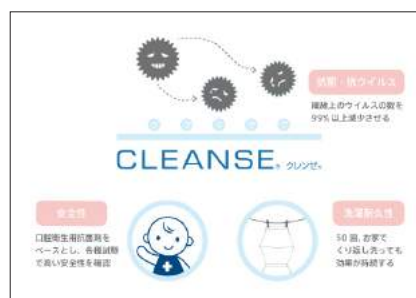 抗菌・抗ウイルス
繊維上のウイルスの数を
99%以上減少させる
CLEANSE® クレンゼ®
安全性
口腔衛生用抗菌剤を
ベースとし、各種試験
で高い安全性を確認
洗濯耐久性
50回、お家で
くり返し洗っても
効果が持続する